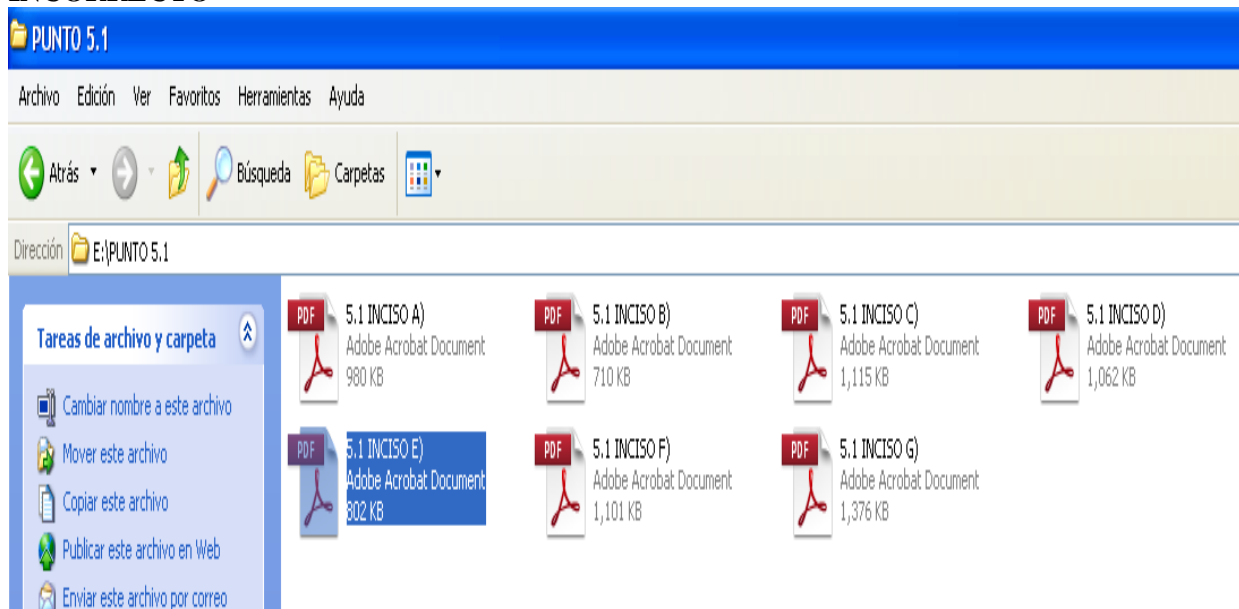 INCORRECTO
PUNTO 5.1
Archivo Edición Ver Favoritos Herramientas Ayuda
Atrás Búsqueda Carpetas
Dirección E:\PUNTO 5.1
Tareas de archivo y carpeta
Cambiar nombre a este archivo
Mover este archivo
Copiar este archivo
Publicar este archivo en Web
Enviar este archivo por correo
PDF 5.1 INCISO A)
Adobe Acrobat Document
980 KB
PDF 5.1 INCISO B)
Adobe Acrobat Document
710 KB
PDF 5.1 INCISO C)
Adobe Acrobat Document
1,115 KB
PDF 5.1 INCISO D)
Adobe Acrobat Document
1,062 KB
PDF 5.1 INCISO E)
Adobe Acrobat Document
802 KB
PDF 5.1 INCISO F)
Adobe Acrobat Document
1,101 KB
PDF 5.1 INCISO G)
Adobe Acrobat Document
1,376 KB